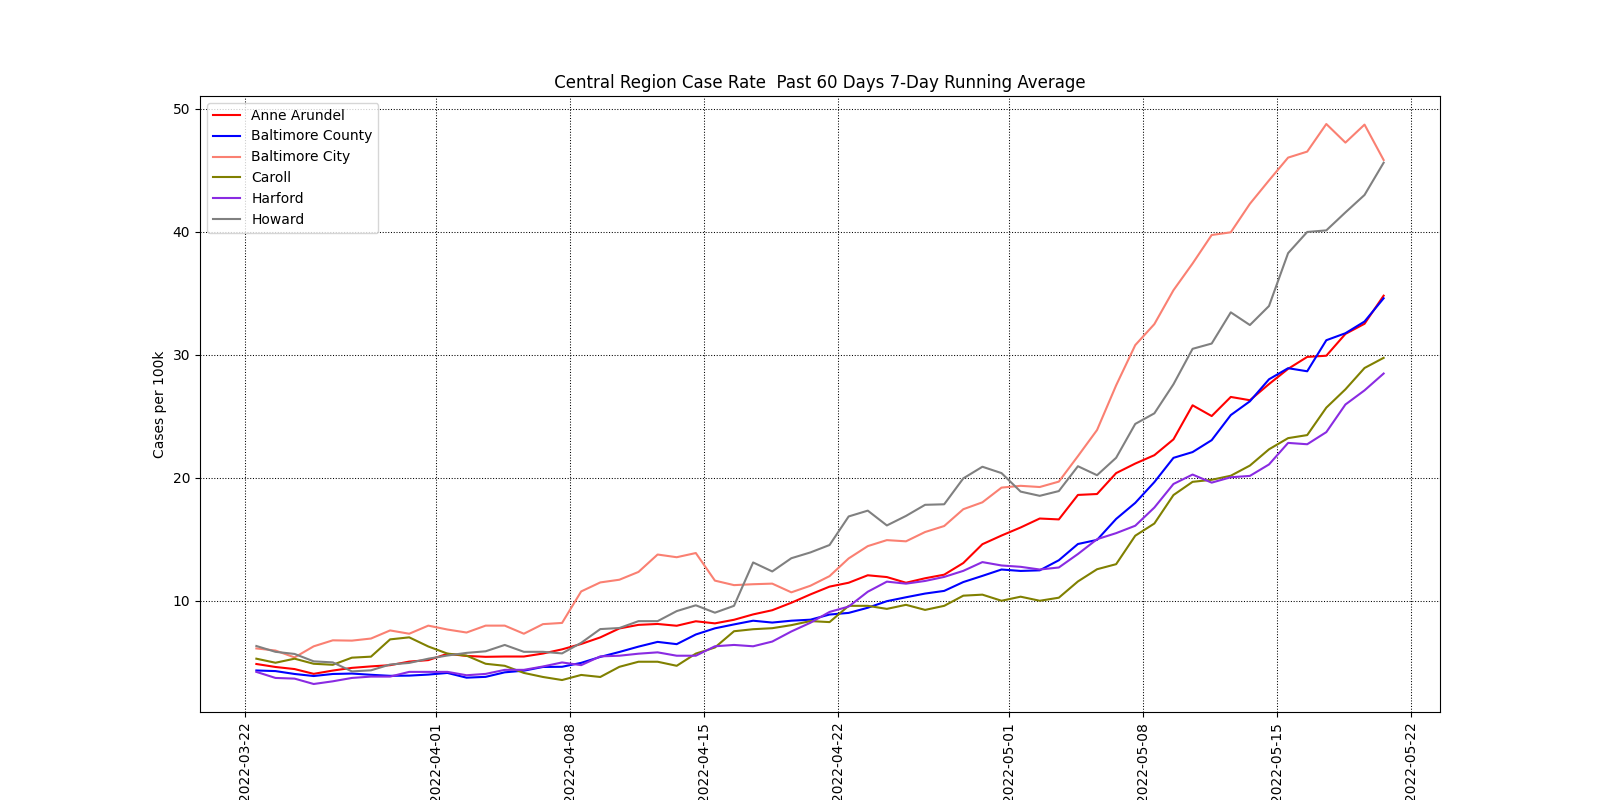 Central Region Case Rate  Past 60 Days 7-Day Running Average
Cases per 100k
50
40
30
20
10
Anne Arundel
Baltimore County
Baltimore City
Caroll
Harford
Howard
2022-03-22
2022-04-01
2022-04-08
2022-04-15
2022-04-22
2022-05-01
2022-05-08
2022-05-15
2022-05-22